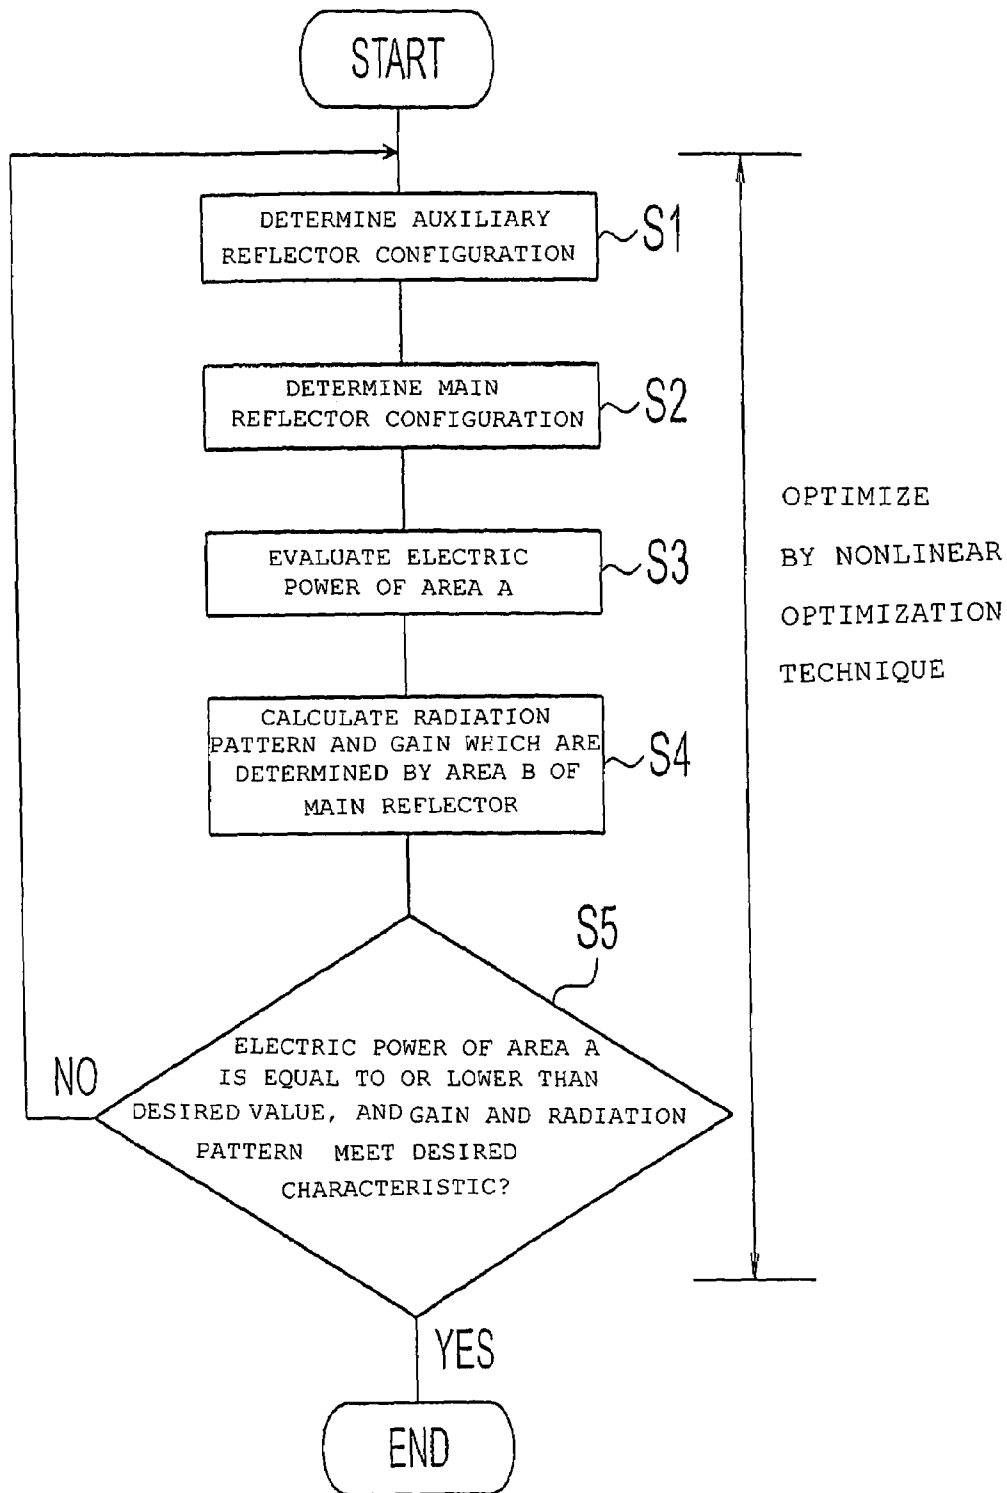 START
DETERMINE AUXILIARY
REFLECTOR CONFIGURATION
S1
DETERMINE MAIN
REFLECTOR CONFIGURATION
S2
EVALUATE ELECTRIC
POWER OF AREA A
S3
CALCULATE RADIATION
PATTERN AND GAIN WHICH ARE
DETERMINED BY AREA B OF
MAIN REFLECTOR
S4
OPTIMIZE
BY NONLINEAR
OPTIMIZATION
TECHNIQUE
S5
ELECTRIC POWER OF AREA A
IS EQUAL TO OR LOWER THAN
DESIRED VALUE, AND GAIN AND RADIATION
PATTERN MEET DESIRED
CHARACTERISTIC?
NO
YES
END